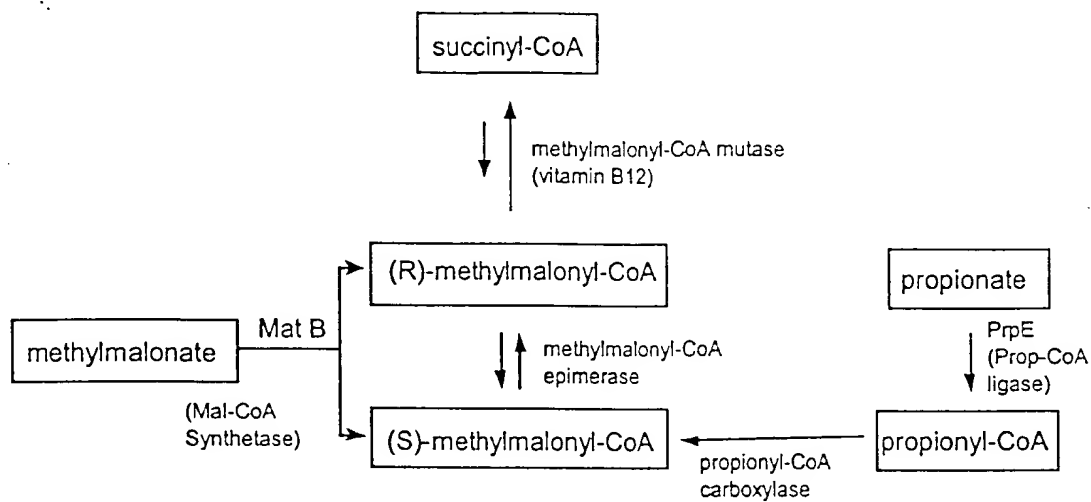 succinyl-CoA
methylmalonyl-CoA mutase
(vitamin B12)
(R)-methylmalonyl-CoA
propionate
Mat B
methylmalonate
methylmalonyl-CoA
epimerase
PrpE
(Prop-CoA
ligase)
(Mal-CoA
Synthetase)
(S)-methylmalonyl-CoA
propionyl-CoA
propionyl-CoA
carboxylase